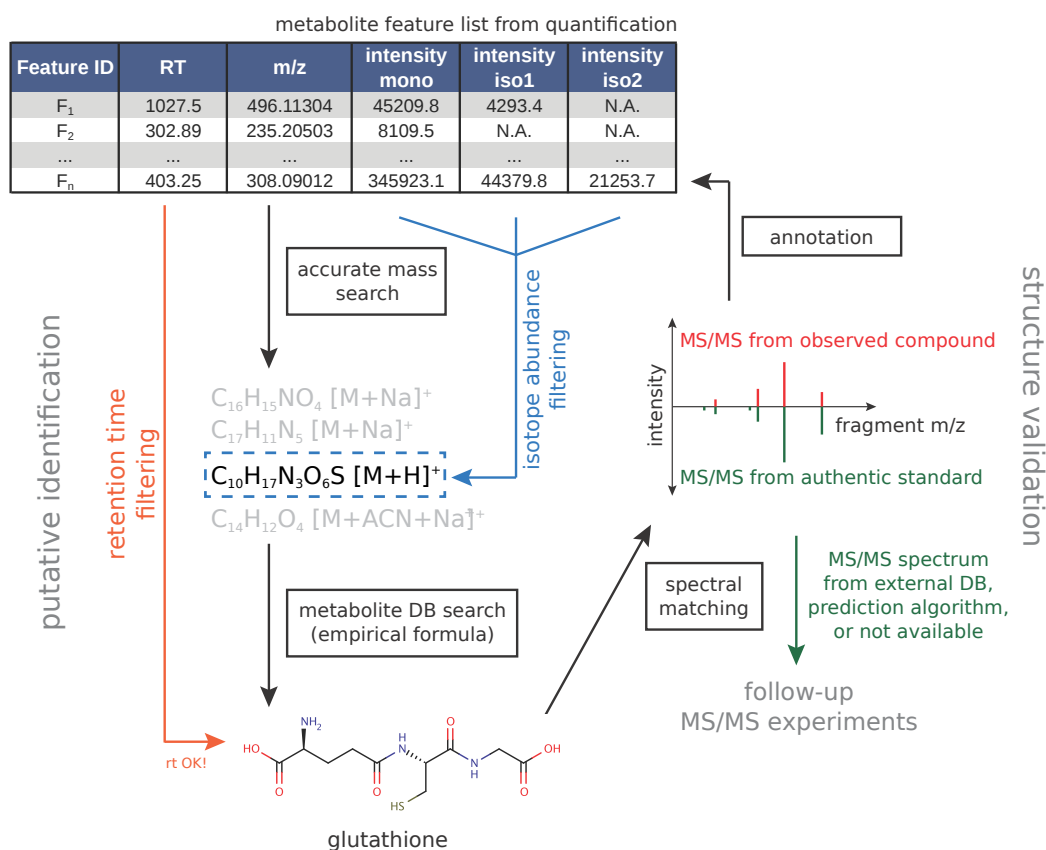 metabolite feature list from quantification
Feature ID RT m/z intensity mono intensity iso1 intensity iso2
F₁ 1027.5 496.11304 45209.8 4293.4 N.A.
F₂ 302.89 235.20503 8109.5 N.A. N.A.
... ... ... ... ... ...
Fₙ 403.25 308.09012 345923.1 44379.8 21253.7
annotation
accurate mass
search
isotope abundance
filtering
retention time
filtering
putative identification
structure validation
C₁₆H₁₅NO₄ [M+Na]⁺
C₁₇H₁₁N₅ [M+Na]⁺
C₁₀H₁₇N₃O₆S [M+H]⁺
C₁₄H₁₂O₄ [M+ACN+Na]⁺⁺
MS/MS from observed compound
intensity
fragment m/z
MS/MS from authentic standard
metabolite DB search
(empirical formula)
spectral
matching
MS/MS spectrum
from external DB,
prediction algorithm,
or not available
follow-up
MS/MS experiments
rt OK!
HO O NH₂ O H N O N H O OH HS
glutathione